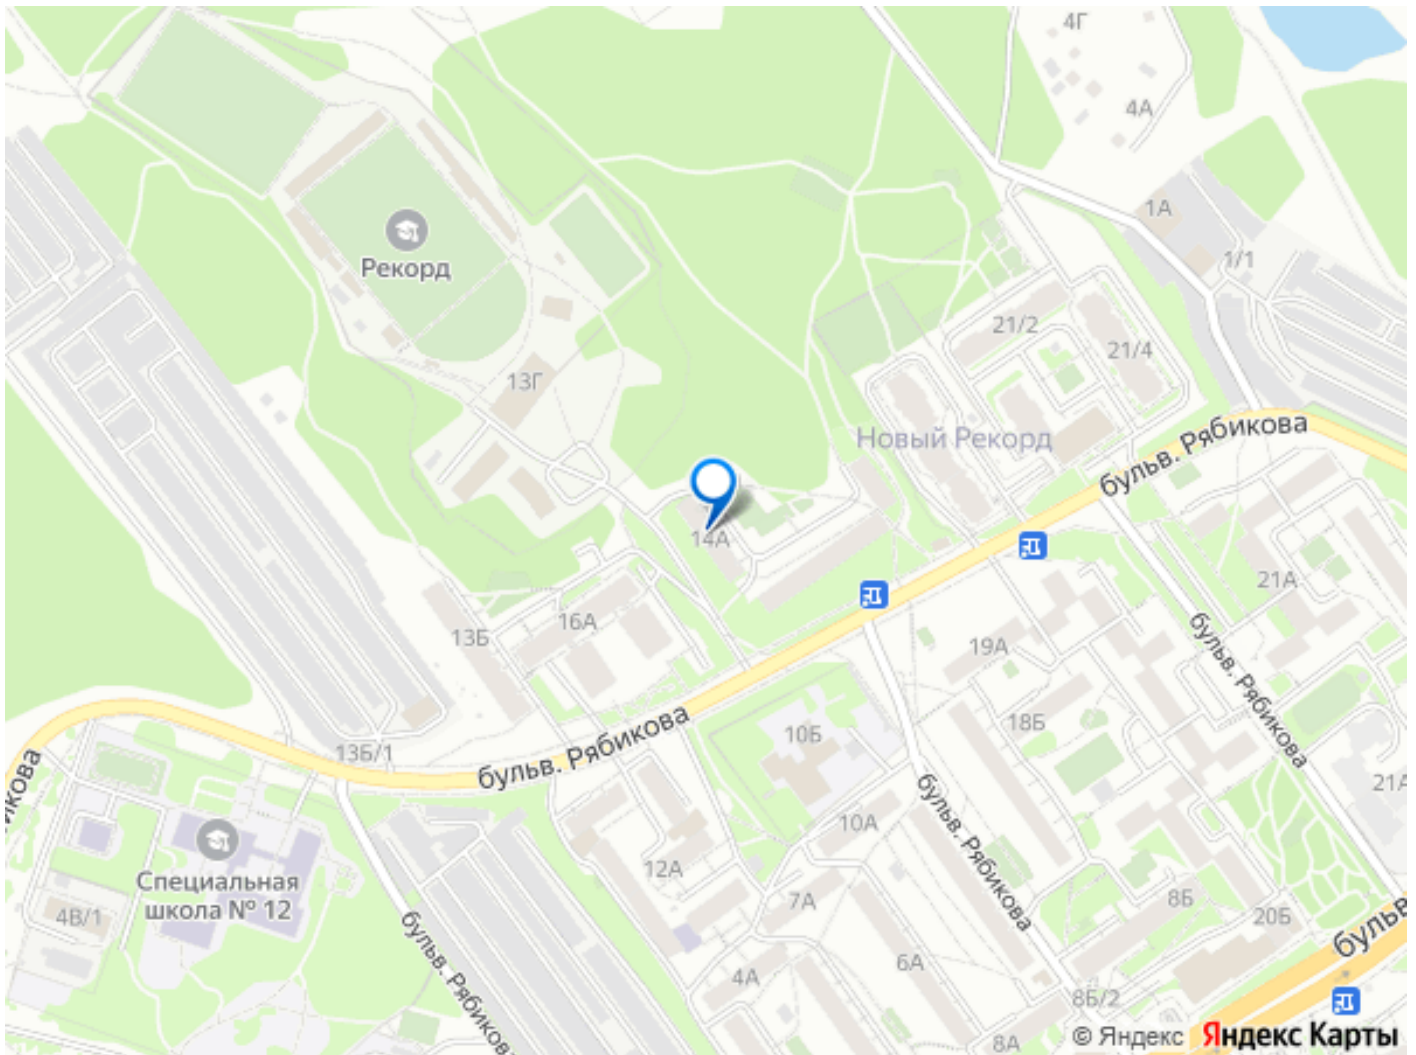 4Г
4А
1А
1/1
Рекорд
21/2
21/4
13Г
Новый Рекорд
бульв. Рябикова
14А
21А
16А
13Б
19А
бульв. Рябикова
бульв. Рябикова
18Б
10Б
13Б/1
икова
21А
бульв. Рябикова
10А
12А
Специальная
школа № 12
4В/1
7А
8Б
20Б
бульв
бульв. Рябикова
6А
4А
8Б/2
8А
© Яндекс Яндекс Карты